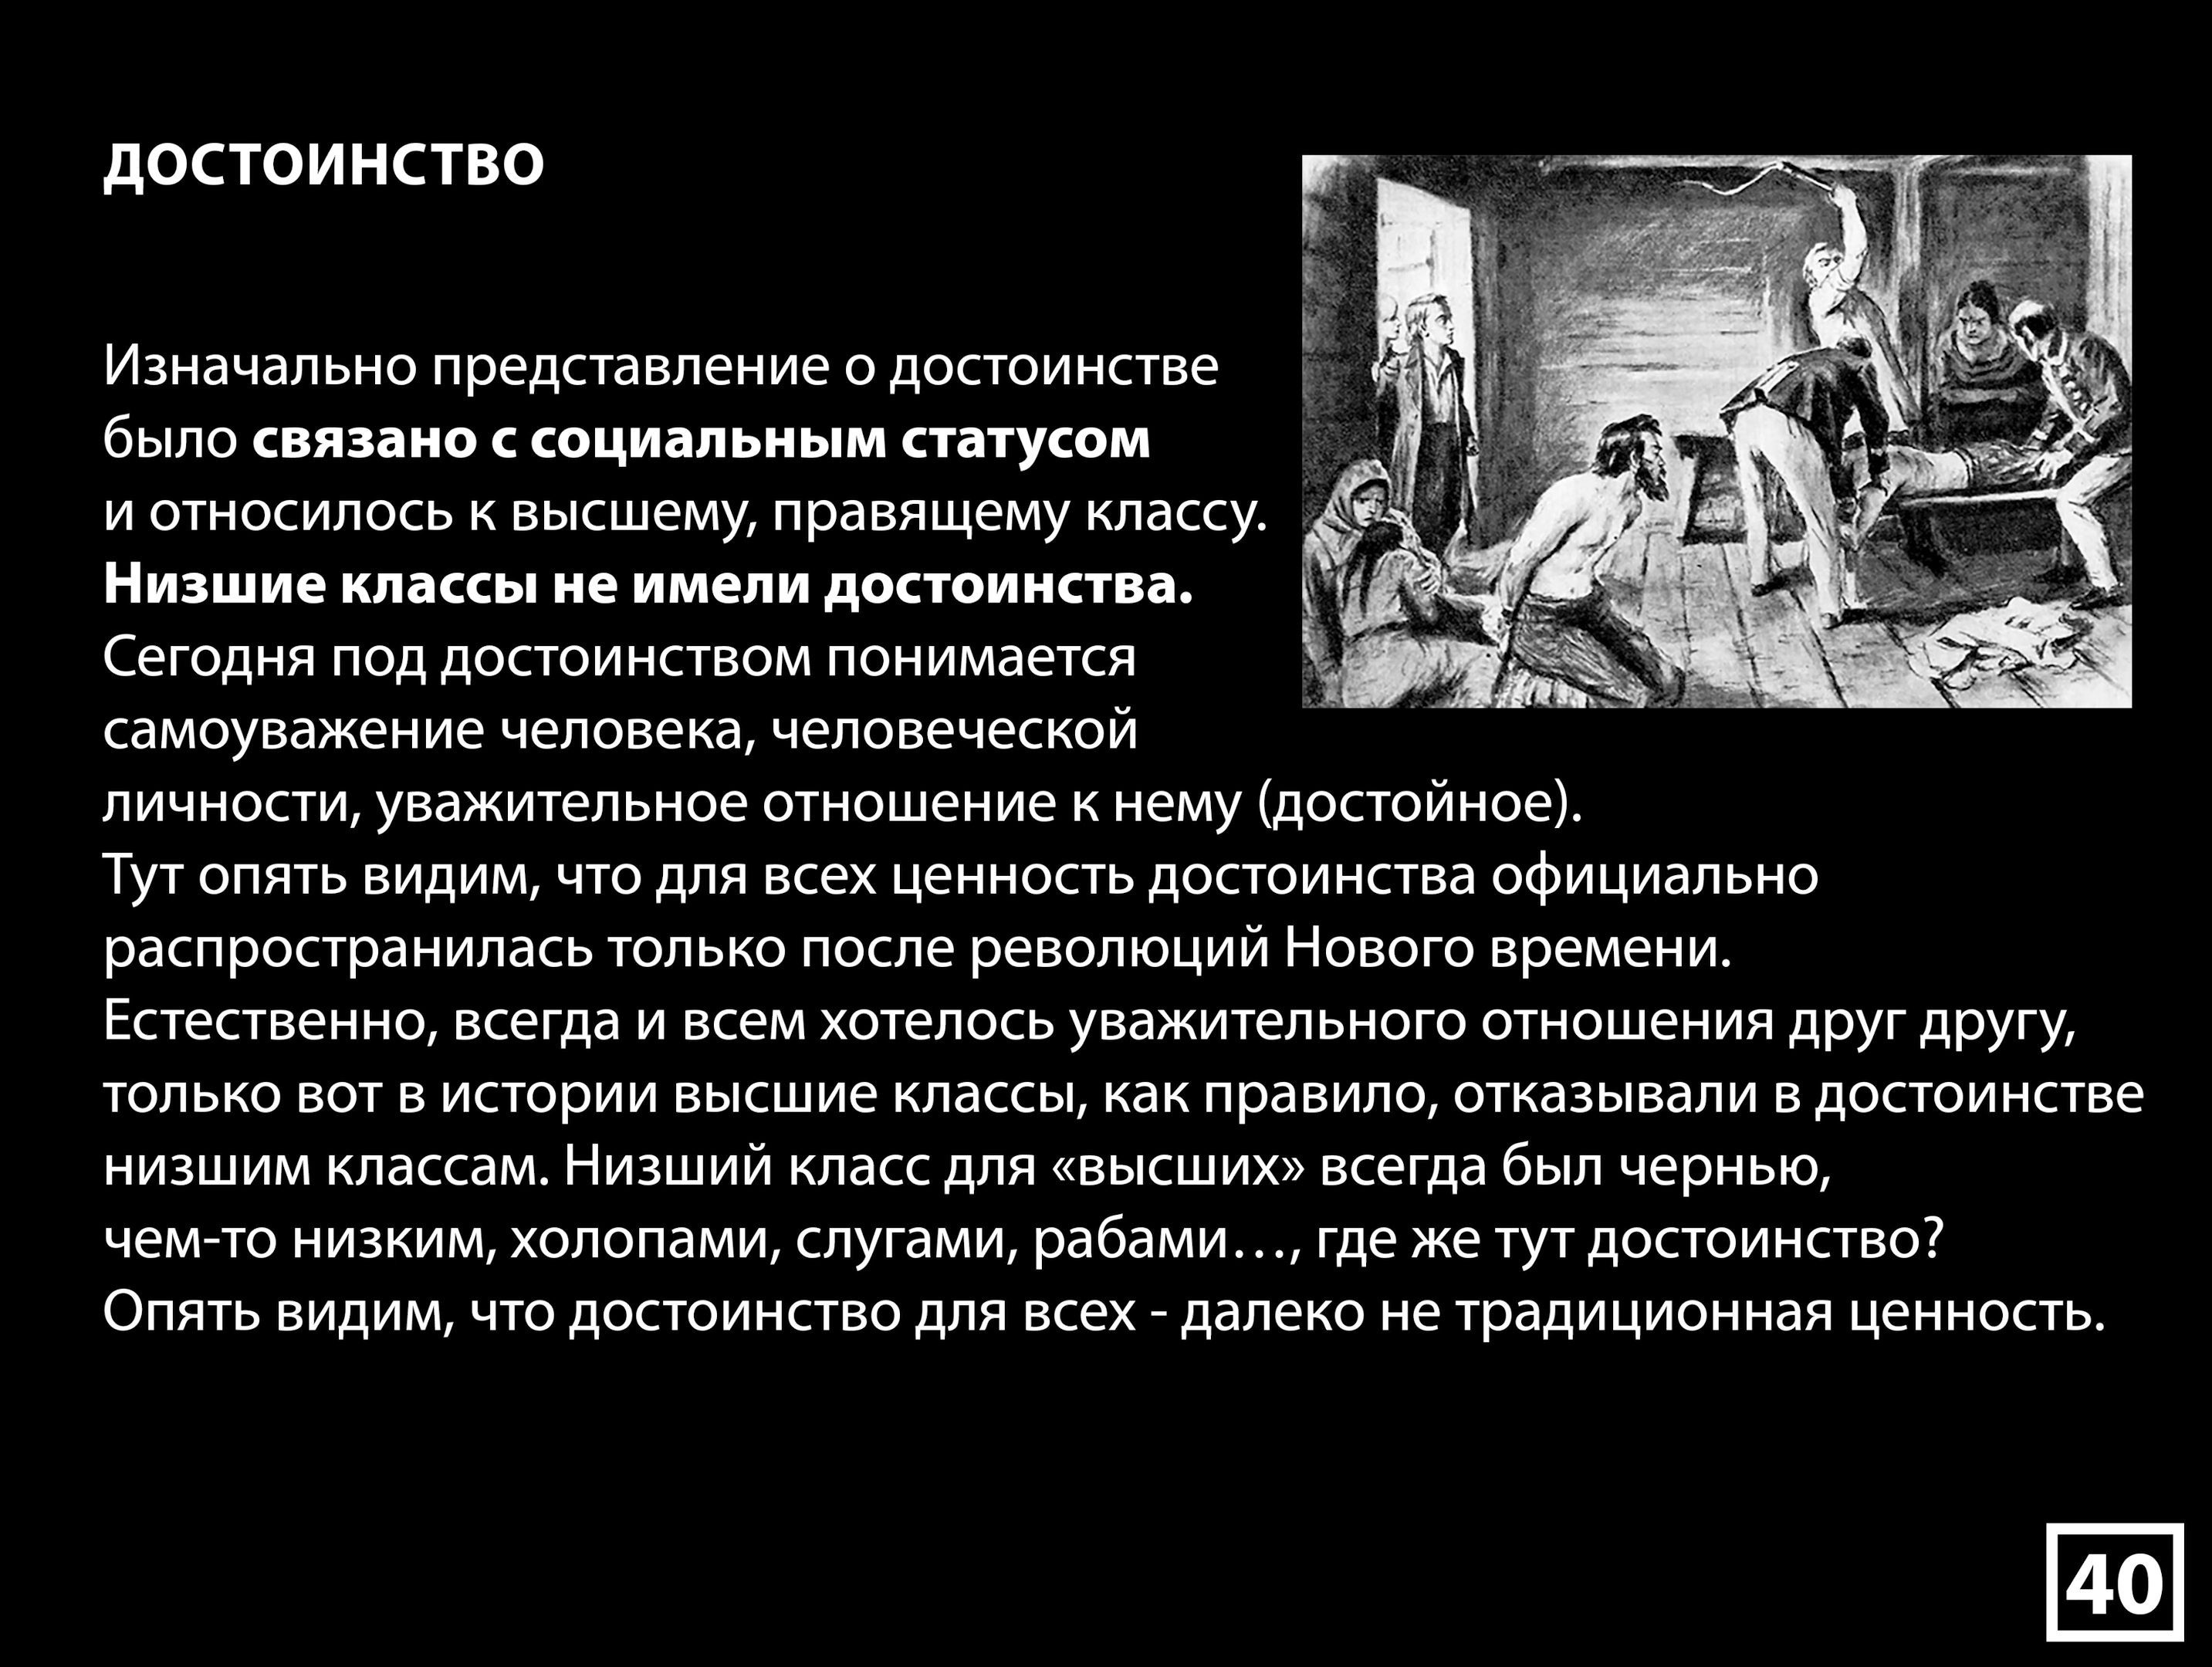 ДОСТОИНСТВО
Изначально представление о достоинстве
было связано с социальным статусом
и относилось к высшему, правящему классу.
Низшие классы не имели достоинства.
Сегодня под достоинством понимается
самоуважение человека, человеческой
личности, уважительное отношение к нему (достойное).
Тут опять видим, что для всех ценность достоинства официально
распространилась только после революций Нового времени.
Естественно, всегда и всем хотелось уважительного отношения друг другу,
только вот в истории высшие классы, как правило, отказывали в достоинстве
низшим классам. Низший класс для «высших» всегда был чернью,
чем-то низким, холопами, слугами, рабами…, где же тут достоинство?
Опять видим, что достоинство для всех - далеко не традиционная ценность.
40